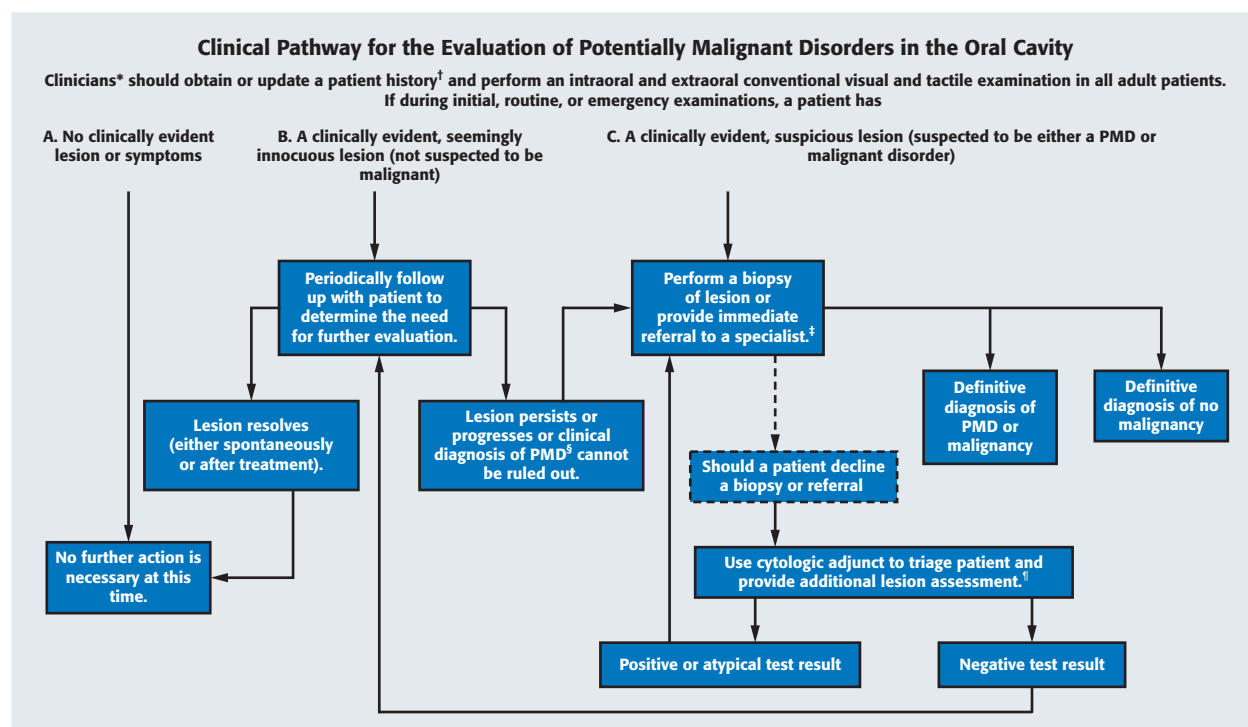 Clinical Pathway for the Evaluation of Potentially Malignant Disorders in the Oral Cavity
Clinicians* should obtain or update a patient history† and perform an intraoral and extraoral conventional visual and tactile examination in all adult patients.
If during initial, routine, or emergency examinations, a patient has
A. No clinically evident
lesion or symptoms
B. A clinically evident, seemingly
innocuous lesion (not suspected to be
malignant)
C. A clinically evident, suspicious lesion (suspected to be either a PMD or
malignant disorder)
Periodically follow
up with patient to
determine the need
for further evaluation.
Perform a biopsy
of lesion or
provide immediate
referral to a specialist.‡
Lesion resolves
(either spontaneously
or after treatment).
Lesion persists or
progresses or clinical
diagnosis of PMD§ cannot
be ruled out.
Definitive
diagnosis of
PMD or
malignancy
Definitive
diagnosis of no
malignancy
Should a patient decline
a biopsy or referral
No further action is
necessary at this
time.
Use cytologic adjunct to triage patient and
provide additional lesion assessment.¶
Positive or atypical test result
Negative test result